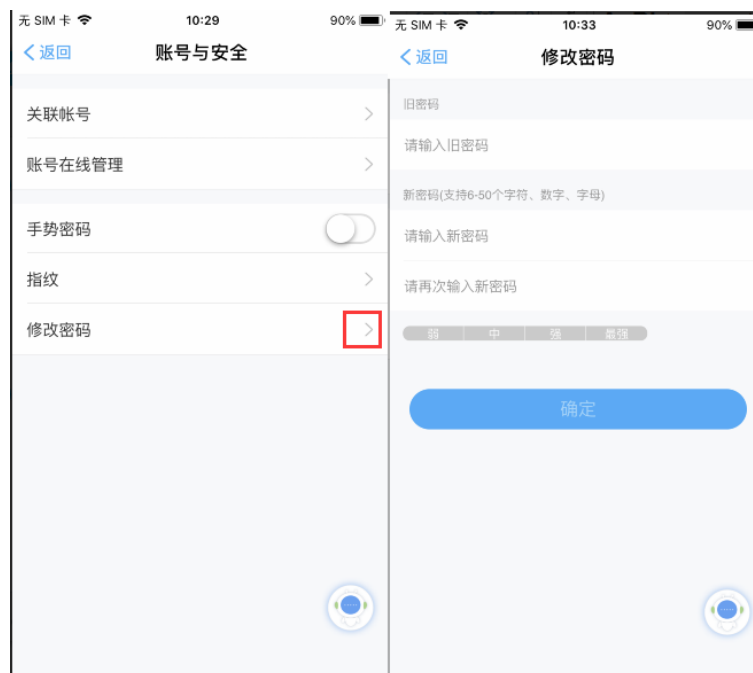 无 SIM 卡 10:29 90%
返回 账号与安全
关联帐号
账号在线管理
手势密码
指纹
修改密码
无 SIM 卡 10:33 90%
返回 修改密码
旧密码
请输入旧密码
新密码(支持6-50个字符、数字、字母)
请输入新密码
请再次输入新密码
弱 中 强 最强
确定